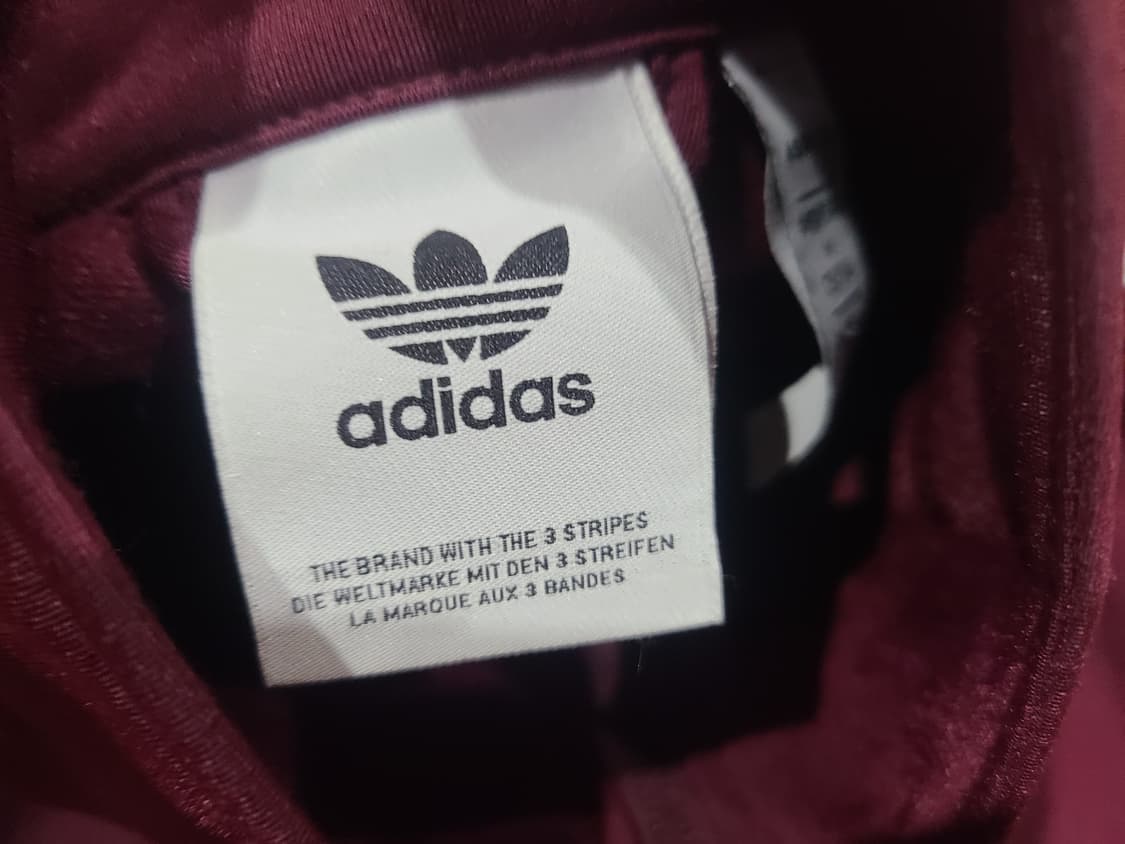 adidas
THE BRAND WITH THE 3 STRIPES
DIE WELTMARKE MIT DEN 3 STREIFEN
LA MARQUE AUX 3 BANDES